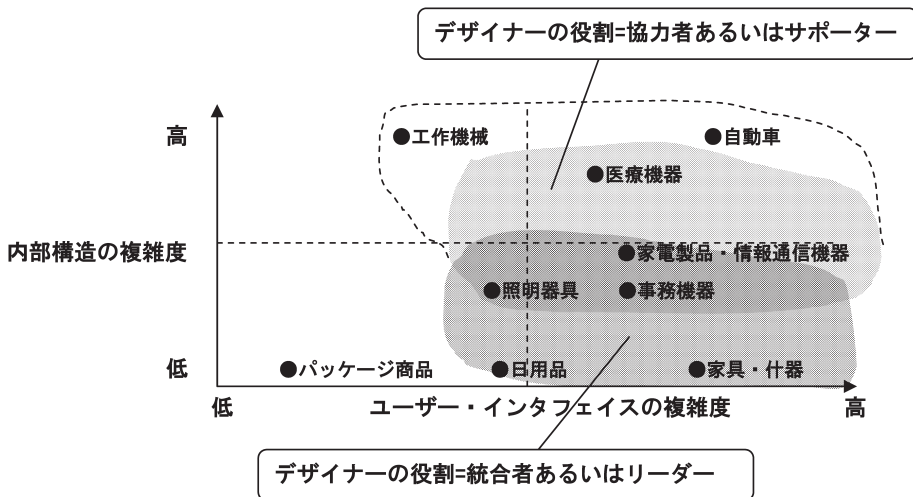 デザイナーの役割=協力者あるいはサポーター
高
●工作機械
●自動車
●医療機器
内部構造の複雑度
●家電製品・情報通信機器
●照明器具
●事務機器
低
●パッケージ商品
●日用品
●家具・什器
低
ユーザー・インタフェイスの複雑度
高
デザイナーの役割=統合者あるいはリーダー